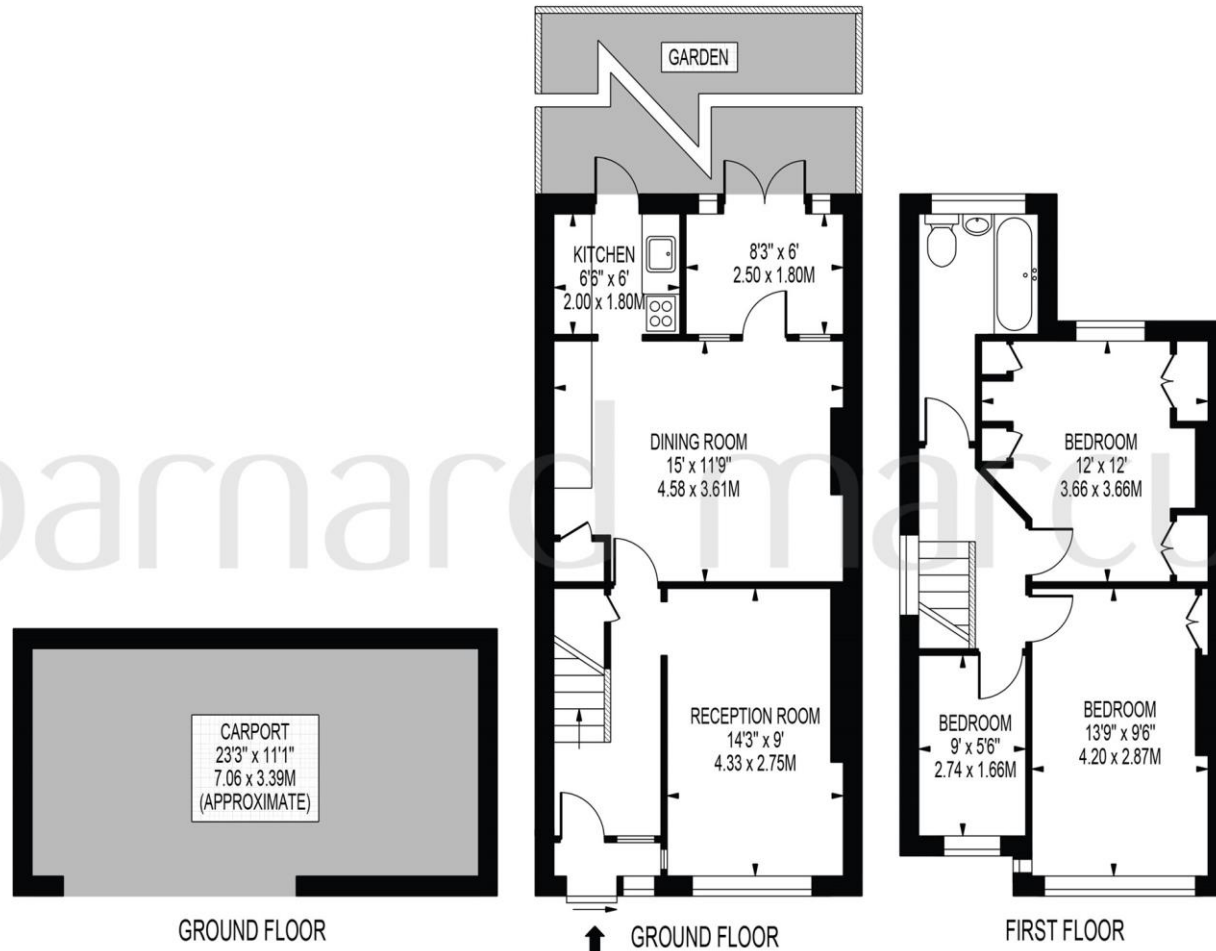 GARDEN
KITCHEN
6'6" x 6'
2.00 x 1.80M
8'3" x 6'
2.50 x 1.80M
DINING ROOM
15' x 11'9"
4.58 x 3.61M
BEDROOM
12' x 12'
3.66 x 3.66M
barnard marcu
CARPORT
23'3" x 11'1"
7.06 x 3.39M
(APPROXIMATE)
RECEPTION ROOM
14'3" x 9'
4.33 x 2.75M
BEDROOM
9' x 5'6"
2.74 x 1.66M
BEDROOM
13'9" x 9'6"
4.20 x 2.87M
GROUND FLOOR
GROUND FLOOR
FIRST FLOOR